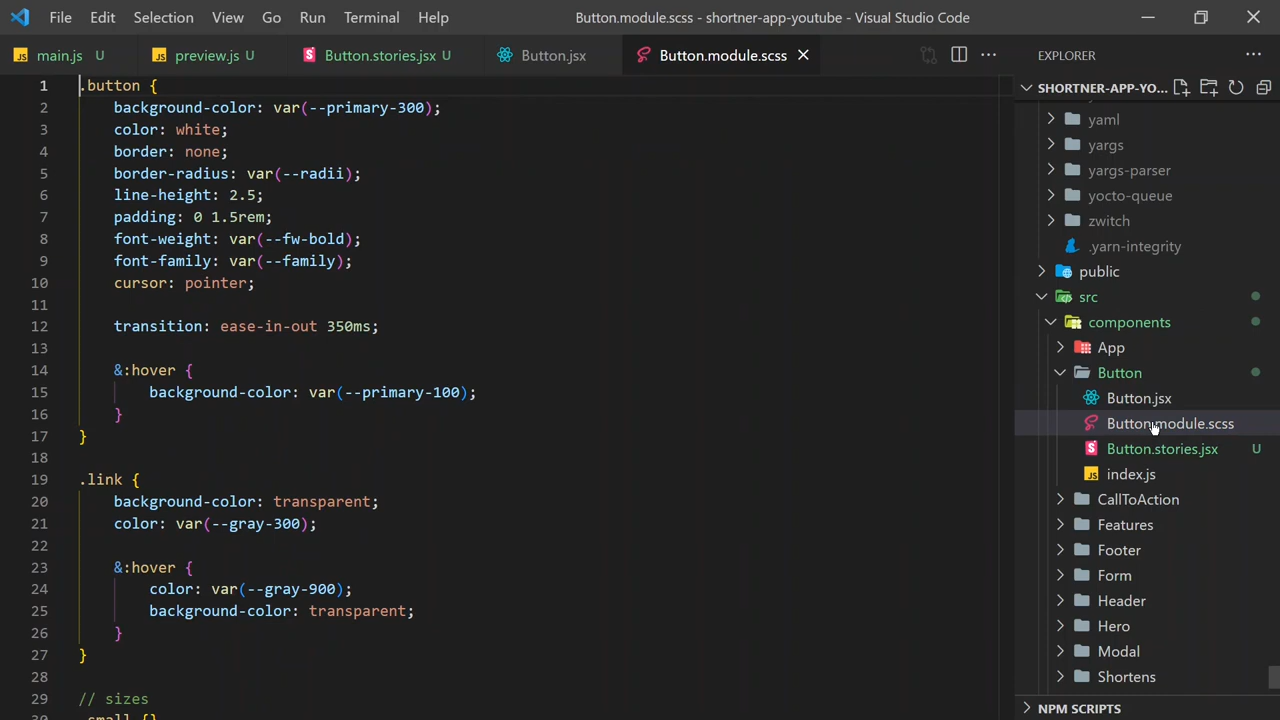 File Edit Selection View Go Run Terminal Help
Button.module.scss - shortner-app-youtube - Visual Studio Code
JS main.js U
JS preview.js U
S Button.stories.jsx U
Button.jsx
Button.module.scss
EXPLORER
1 .button {
2 background-color: var(--primary-300);
3 color: white;
4 border: none;
5 border-radius: var(--radii);
6 line-height: 2.5;
7 padding: 0 1.5rem;
8 font-weight: var(--fw-bold);
9 font-family: var(--family);
10 cursor: pointer;
11
12 transition: ease-in-out 350ms;
13
14 &:hover {
15 background-color: var(--primary-100);
16 }
17 }
18
19 .link {
20 background-color: transparent;
21 color: var(--gray-300);
22
23 &:hover {
24 color: var(--gray-900);
25 background-color: transparent;
26 }
27 }
28
29 // sizes
30 .small {}
SHORTNER-APP-YO...
yaml
yargs
yargs-parser
yocto-queue
zwitch
.yarn-integrity
public
src
components
App
Button
Button.jsx
Button.module.scss
S Button.stories.jsx U
JS index.js
CallToAction
Features
Footer
Form
Header
Hero
Modal
Shortens
NPM SCRIPTS